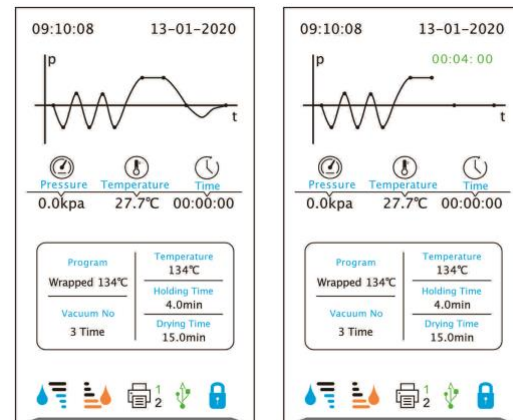 09:10:08 13-01-2020
p
t
Pressure Temperature Time
0.0kpa 27.7℃ 00:00:00
Program
Wrapped 134℃
Vacuum No
3 Time
Temperature
134℃
Holding Time
4.0min
Drying Time
15.0min
1
2
09:10:08 13-01-2020
p
00:04: 00
t
Pressure Temperature Time
0.0kpa 27.7℃ 00:00:00
Program
Wrapped 134℃
Vacuum No
3 Time
Temperature
134℃
Holding Time
4.0min
Drying Time
15.0min
1
2